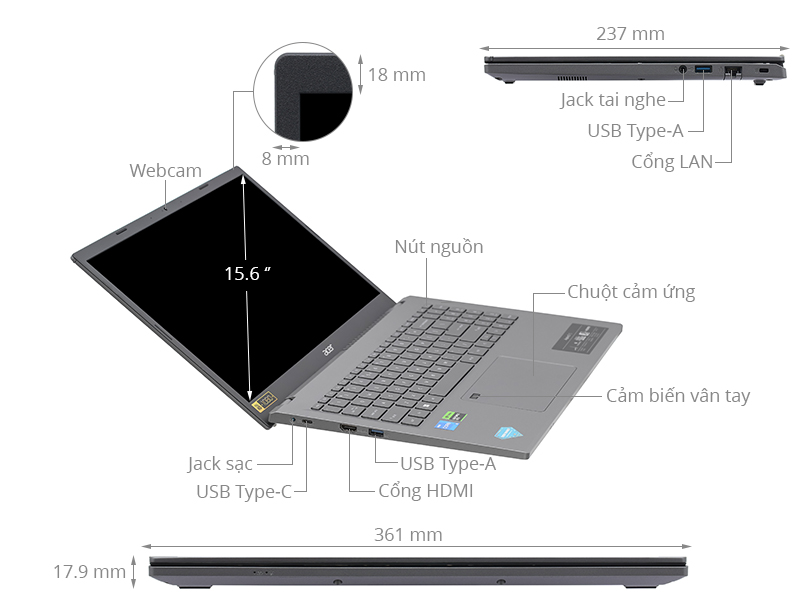 237 mm
18 mm
Jack tai nghe
USB Type-A
Cổng LAN
8 mm
Webcam
Nút nguồn
15.6 ‘’
Chuột cảm ứng
acer
Cảm biến vân tay
Jack sạc
USB Type-A
USB Type-C
Cổng HDMI
361 mm
17.9 mm